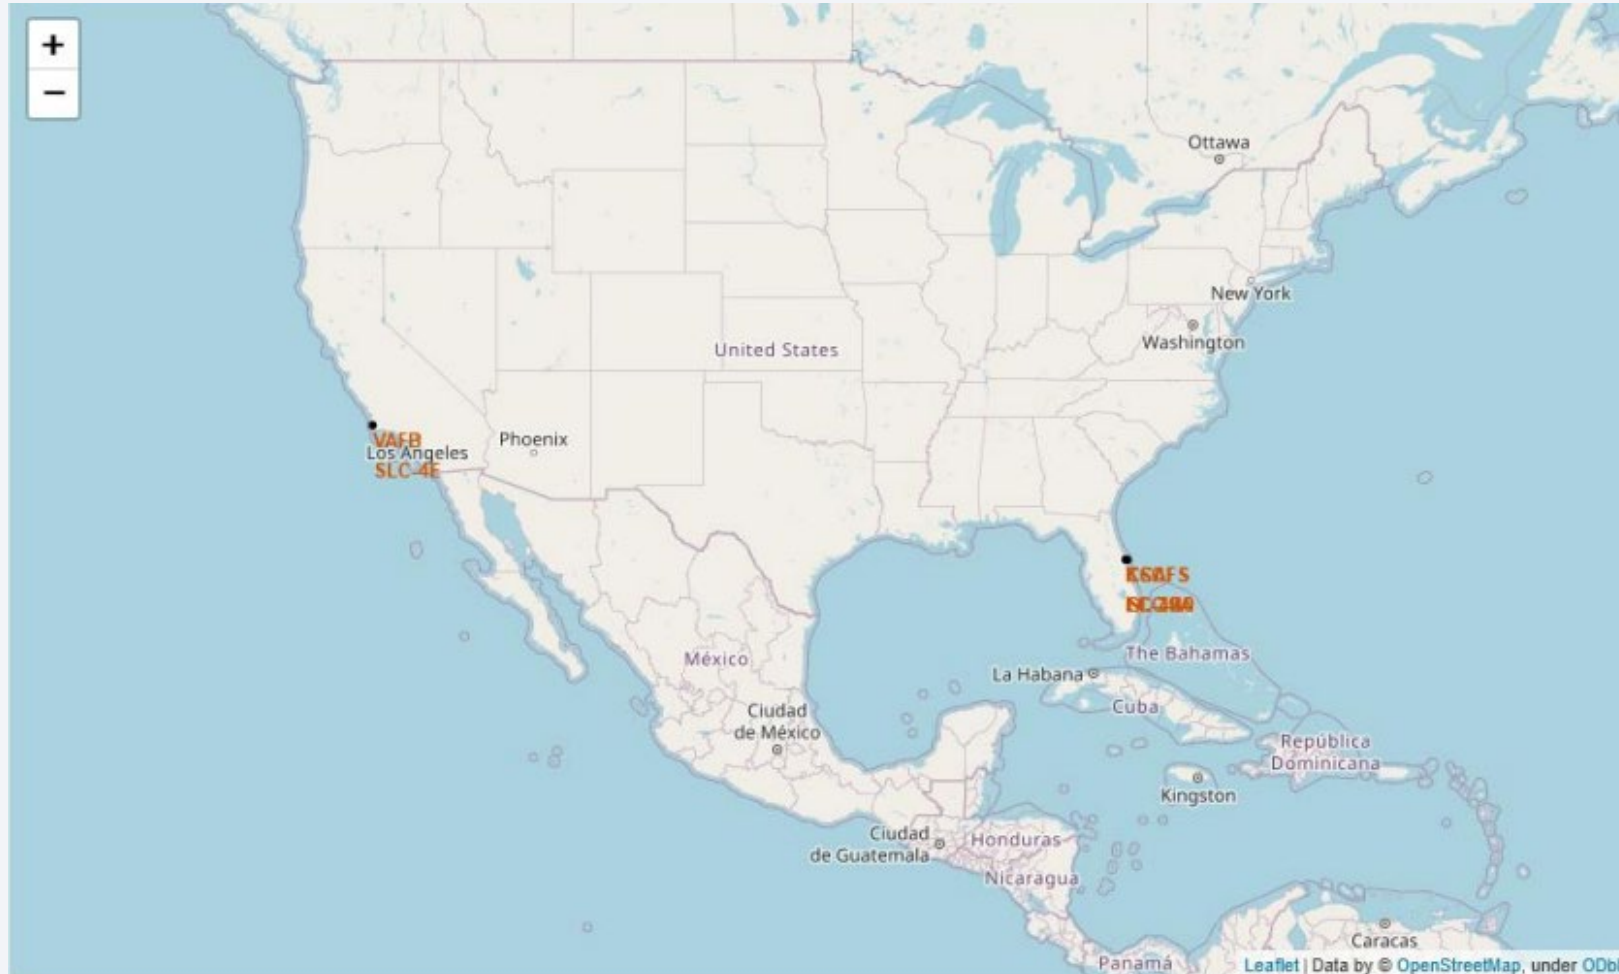 +
−
Ottawa
New York
Washington
United States
VAFB
Los Angeles
SLC-4E
Phoenix
The Bahamas
México
La Habana
Cuba
Ciudad
de México
República
Dominicana
Kingston
Ciudad
de Guatemala
Honduras
Nicaragua
Caracas
Panamá
Leaflet | Data by © OpenStreetMap, under